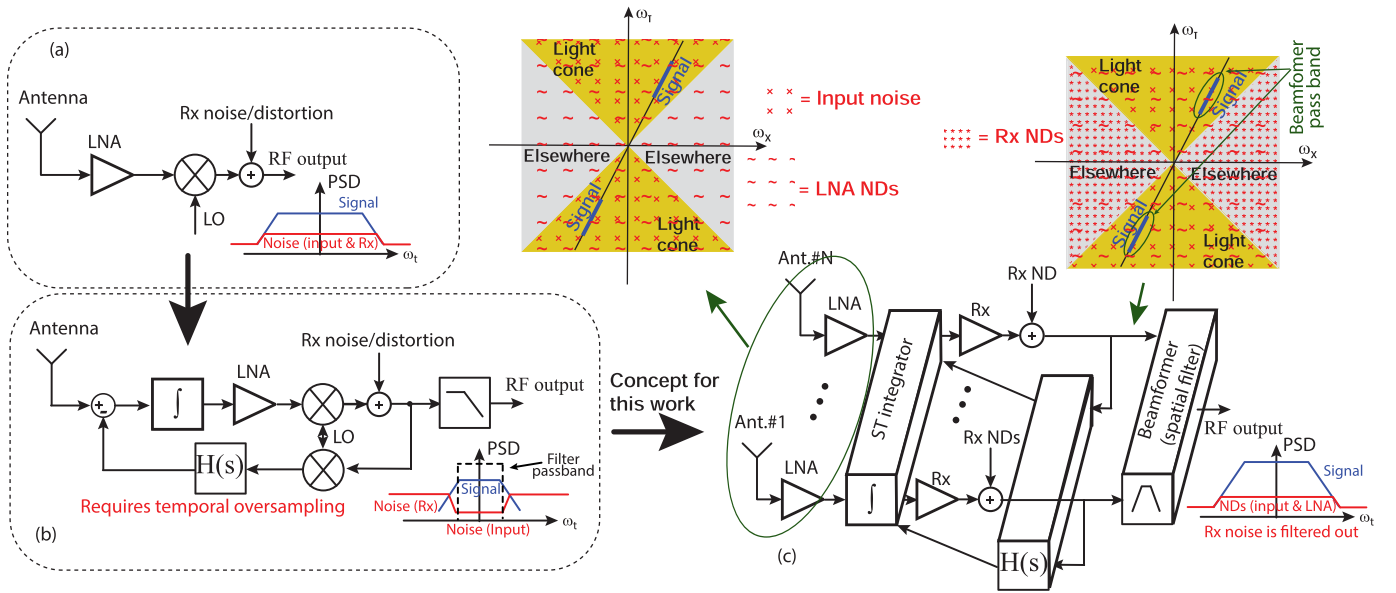 (a)
Antenna
LNA
Rx noise/distortion
RF output
LO
PSD
Signal
Noise (input & Rx)
ωt
(b)
Antenna
∫
LNA
Rx noise/distortion
LO
H(s)
RF output
Requires temporal oversampling
PSD
Filter
passband
Signal
Noise (Rx)
Noise (Input)
ωt
Concept for
this work
ωT
Light
cone
Signal
ωX
Elsewhere
Elsewhere
Signal
Light
cone
= Input noise
= LNA NDs
= Rx NDs
ωT
Light
cone
Signal
Beamfomer
pass band
ωX
Elsewhere
Elsewhere
Signal
Light
cone
(c)
Ant.#N
LNA
Ant.#1
LNA
ST integrator
∫
Rx
Rx ND
Rx
Rx NDs
H(s)
Beamformer
(spatial filter)
RF output
PSD
Signal
NDs (input & LNA)
ωt
Rx noise is filtered out